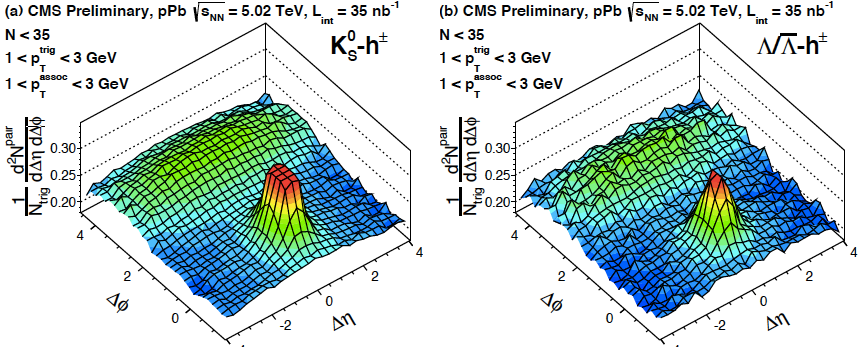 (a) CMS Preliminary, pPb √sNN = 5.02 TeV, Lint = 35 nb-1
N < 35
1 < pTtrig < 3 GeV
1 < pTassoc < 3 GeV
K0S-h±
1/Ntrig d2Npair/dΔη dΔφ
0.30
0.25
0.20
4
2
0
Δφ
-2
0
2
4
Δη
(b) CMS Preliminary, pPb √sNN = 5.02 TeV, Lint = 35 nb-1
N < 35
1 < pTtrig < 3 GeV
1 < pTassoc < 3 GeV
Λ/Λ̅-h±
1/Ntrig d2Npair/dΔη dΔφ
0.30
0.25
0.20
4
2
0
Δφ
-2
0
2
4
Δη